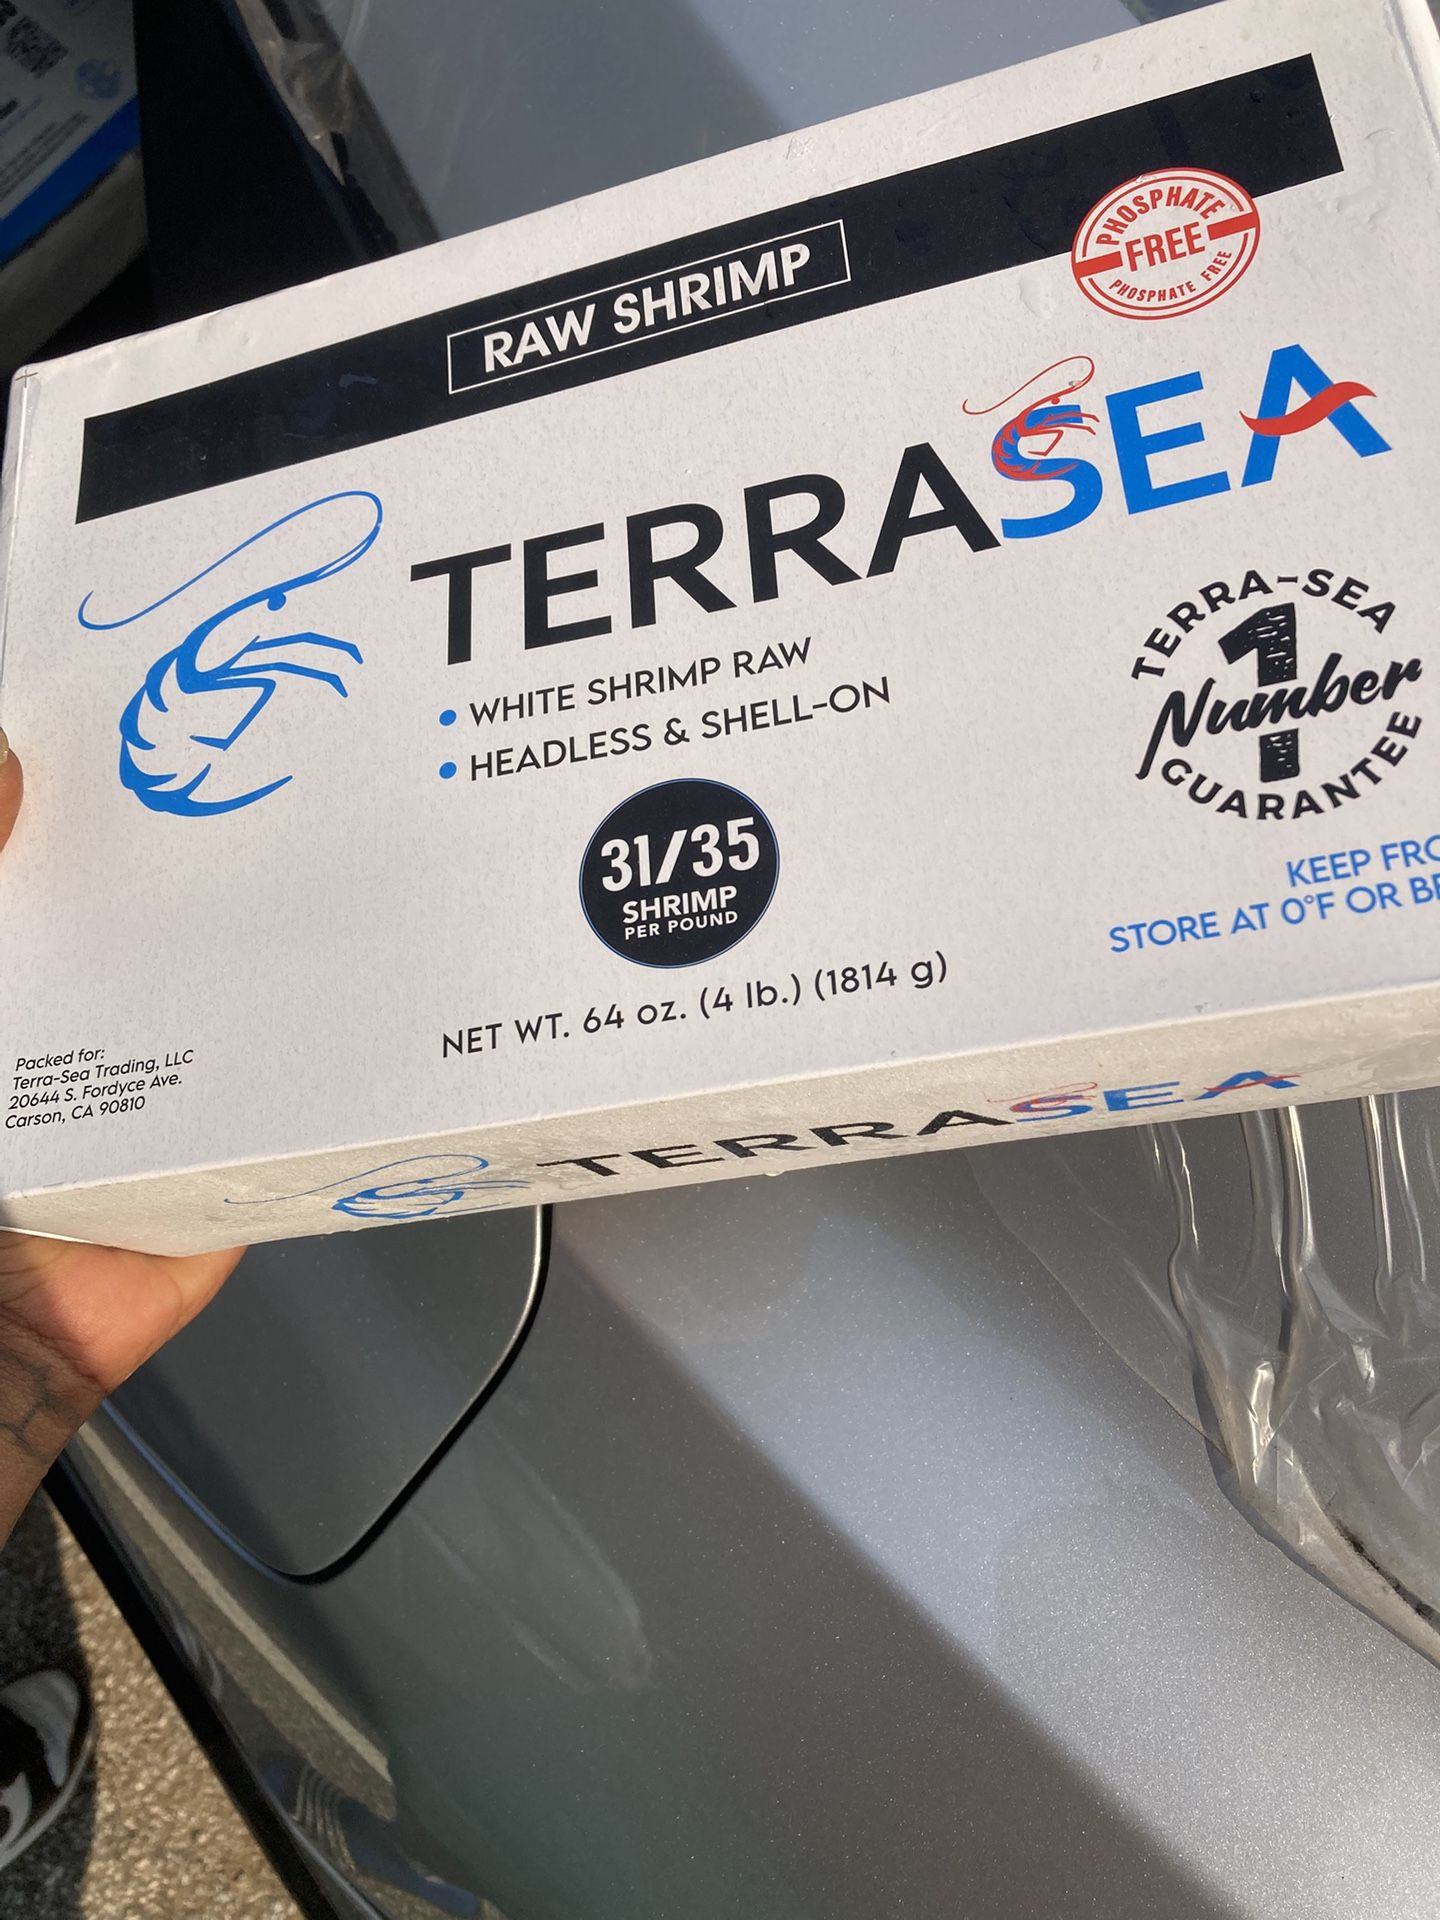 RAW SHRIMP
PHOSPHATE
FREE
PHOSPHATE FREE
TERRASEA
• WHITE SHRIMP RAW
• HEADLESS & SHELL-ON
TERRA-SEA
1
Number
GUARANTEE
31/35
SHRIMP
PER POUND
KEEP
STORE AT 0°F OR
NET WT. 64 oz. (4 lb.) (1814 g)
Packed for:
Terra-Sea Trading, LLC
20644 S. Fordyce Ave.
Carson, CA 90810
TERRASEA